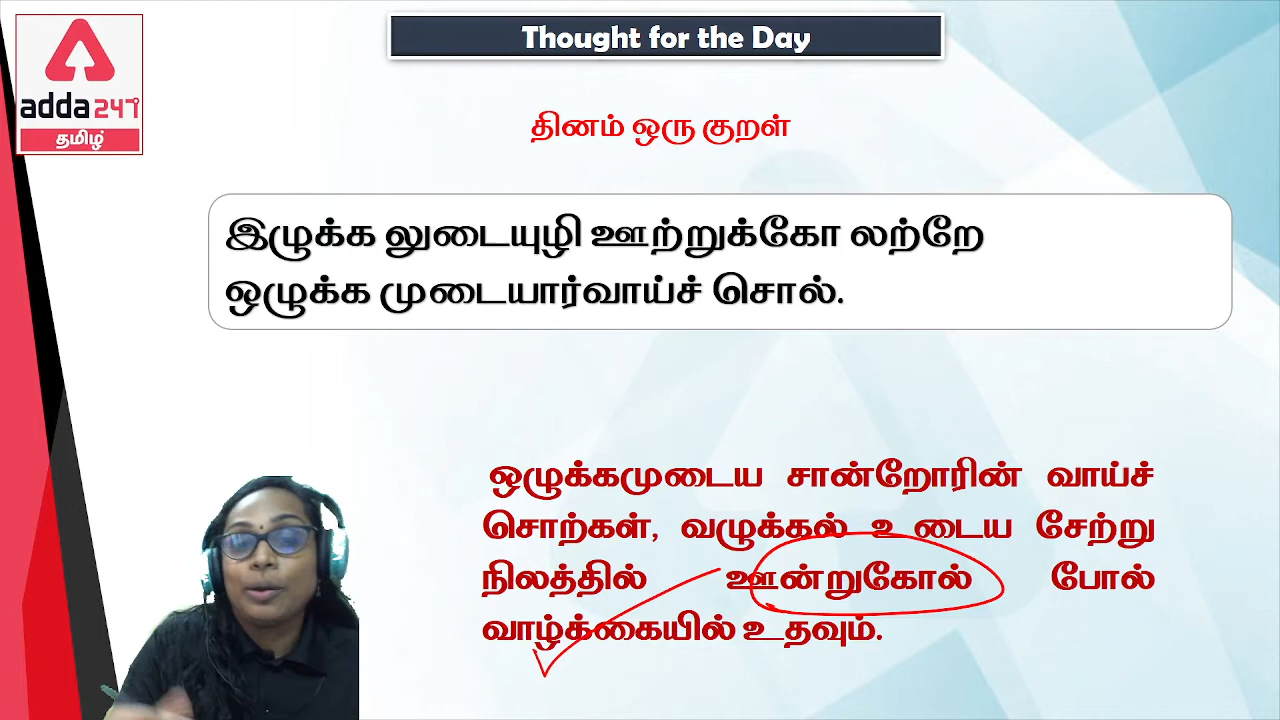 Thought for the Day
adda247
தமிழ்
தினம் ஒரு குறள்
இழுக்க லுடையுழி ஊற்றுக்கோ லற்றே
ஒழுக்க முடையார்வாய்ச் சொல்.
ஒழுக்கமுடைய சான்றோரின் வாய்ச்
சொற்கள், வழுக்கல் உடைய சேற்று
நிலத்தில் ஊன்றுகோல் போல்
வாழ்க்கையில் உதவும்.